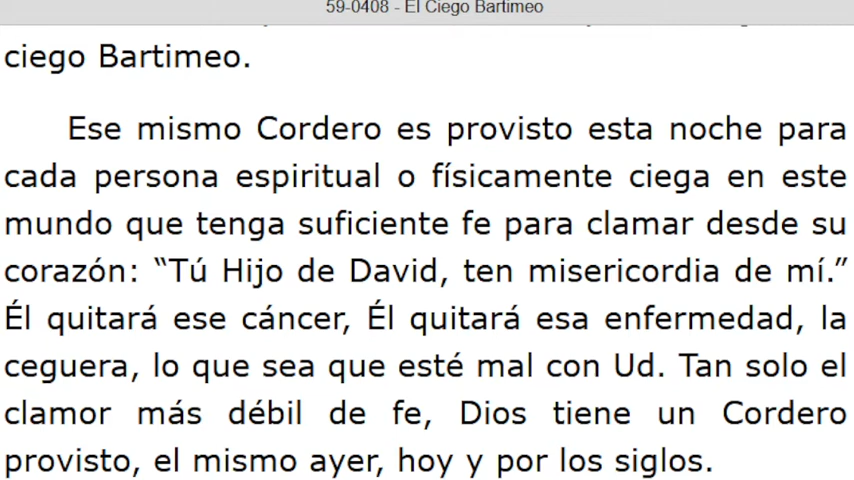 59-0408 - El Ciego Bartimeo
ciego Bartimeo.
Ese mismo Cordero es provisto esta noche para
cada persona espiritual o físicamente ciega en este
mundo que tenga suficiente fe para clamar desde su
corazón: “Tú Hijo de David, ten misericordia de mí.”
Él quitará ese cáncer, Él quitará esa enfermedad, la
ceguera, lo que sea que esté mal con Ud. Tan solo el
clamor más débil de fe, Dios tiene un Cordero
provisto, el mismo ayer, hoy y por los siglos.